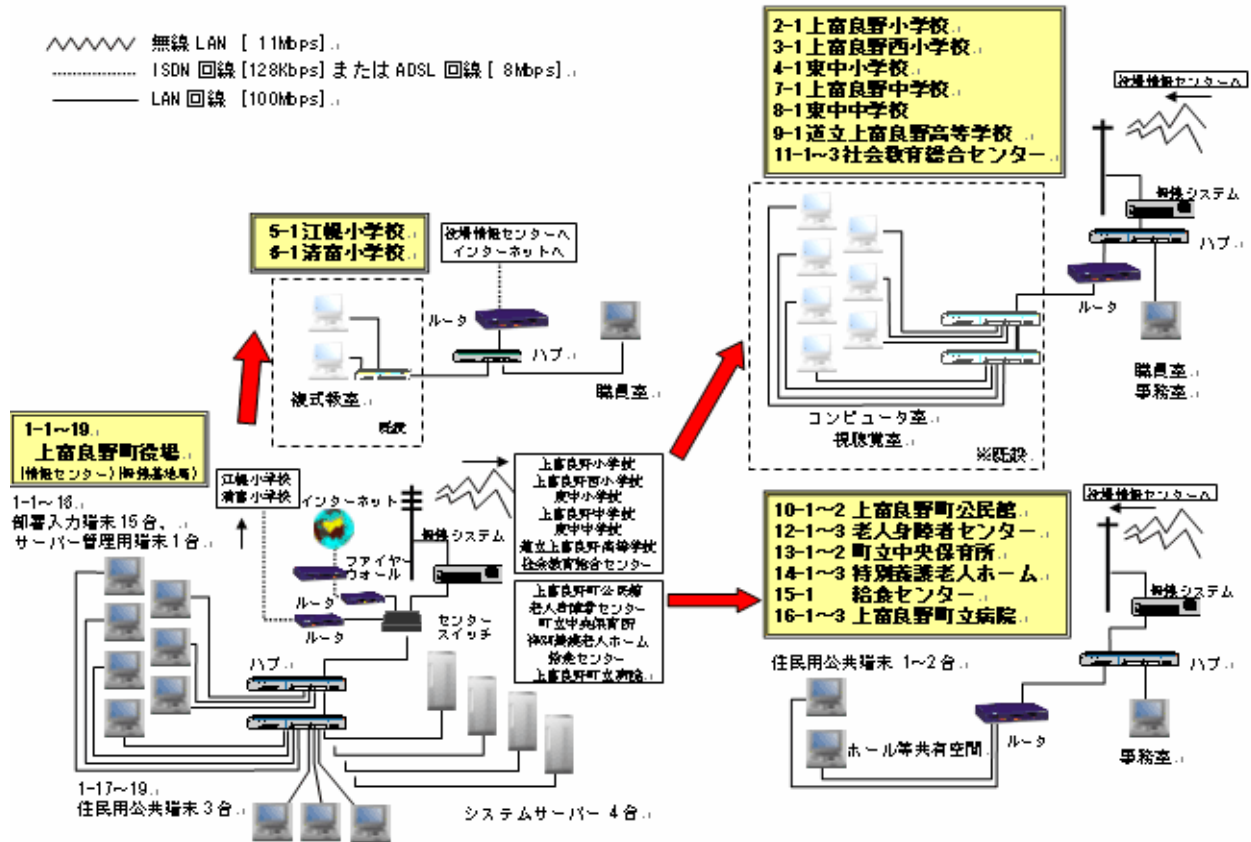 無線 LAN [ 11Mbps]
ISDN 回線 [128Kbps] または ADSL 回線 [ 8Mbps]
LAN 回線 [100Mbps]
2-1 上富良野小学校
3-1 上富良野西小学校
4-1 東中小学校
7-1 上富良野中学校
8-1 東中中学校
9-1 道立上富良野高等学校
11-1~3 社会教育総合センター
役場情報センターへ
無線システム
ハブ
ルータ
職員室
事務室
コンピュータ室
視聴覚室
※既設
5-1 江幌小学校
6-1 清富小学校
役場情報センターへ
インターネットへ
ルータ
ハブ
職員室
複式教室
既設
1-1~19
上富良野町役場
(情報センター)(無線基地局)
1-1~16
部署入力端末 15 台、
サーバー管理用端末 1 台
江幌小学校
清富小学校
インターネット
ファイヤー
ウォール
ルータ
ルータ
無線システム
センター
スイッチ
ハブ
上富良野小学校
上富良野西小学校
東中小学校
上富良野中学校
東中中学校
道立上富良野高等学校
社会教育総合センター
上富良野町公民館
老人身障者センター
町立中央保育所
特別養護老人ホーム
給食センター
上富良野町立病院
1-17~19
住民用公共端末 3 台
システムサーバー 4 台
10-1~2 上富良野町公民館
12-1~3 老人身障者センター
13-1~2 町立中央保育所
14-1~3 特別養護老人ホーム
15-1 給食センター
16-1~3 上富良野町立病院
役場情報センターへ
無線システム
ハブ
住民用公共端末 1~2 台
ホール等共有空間
ルータ
事務室